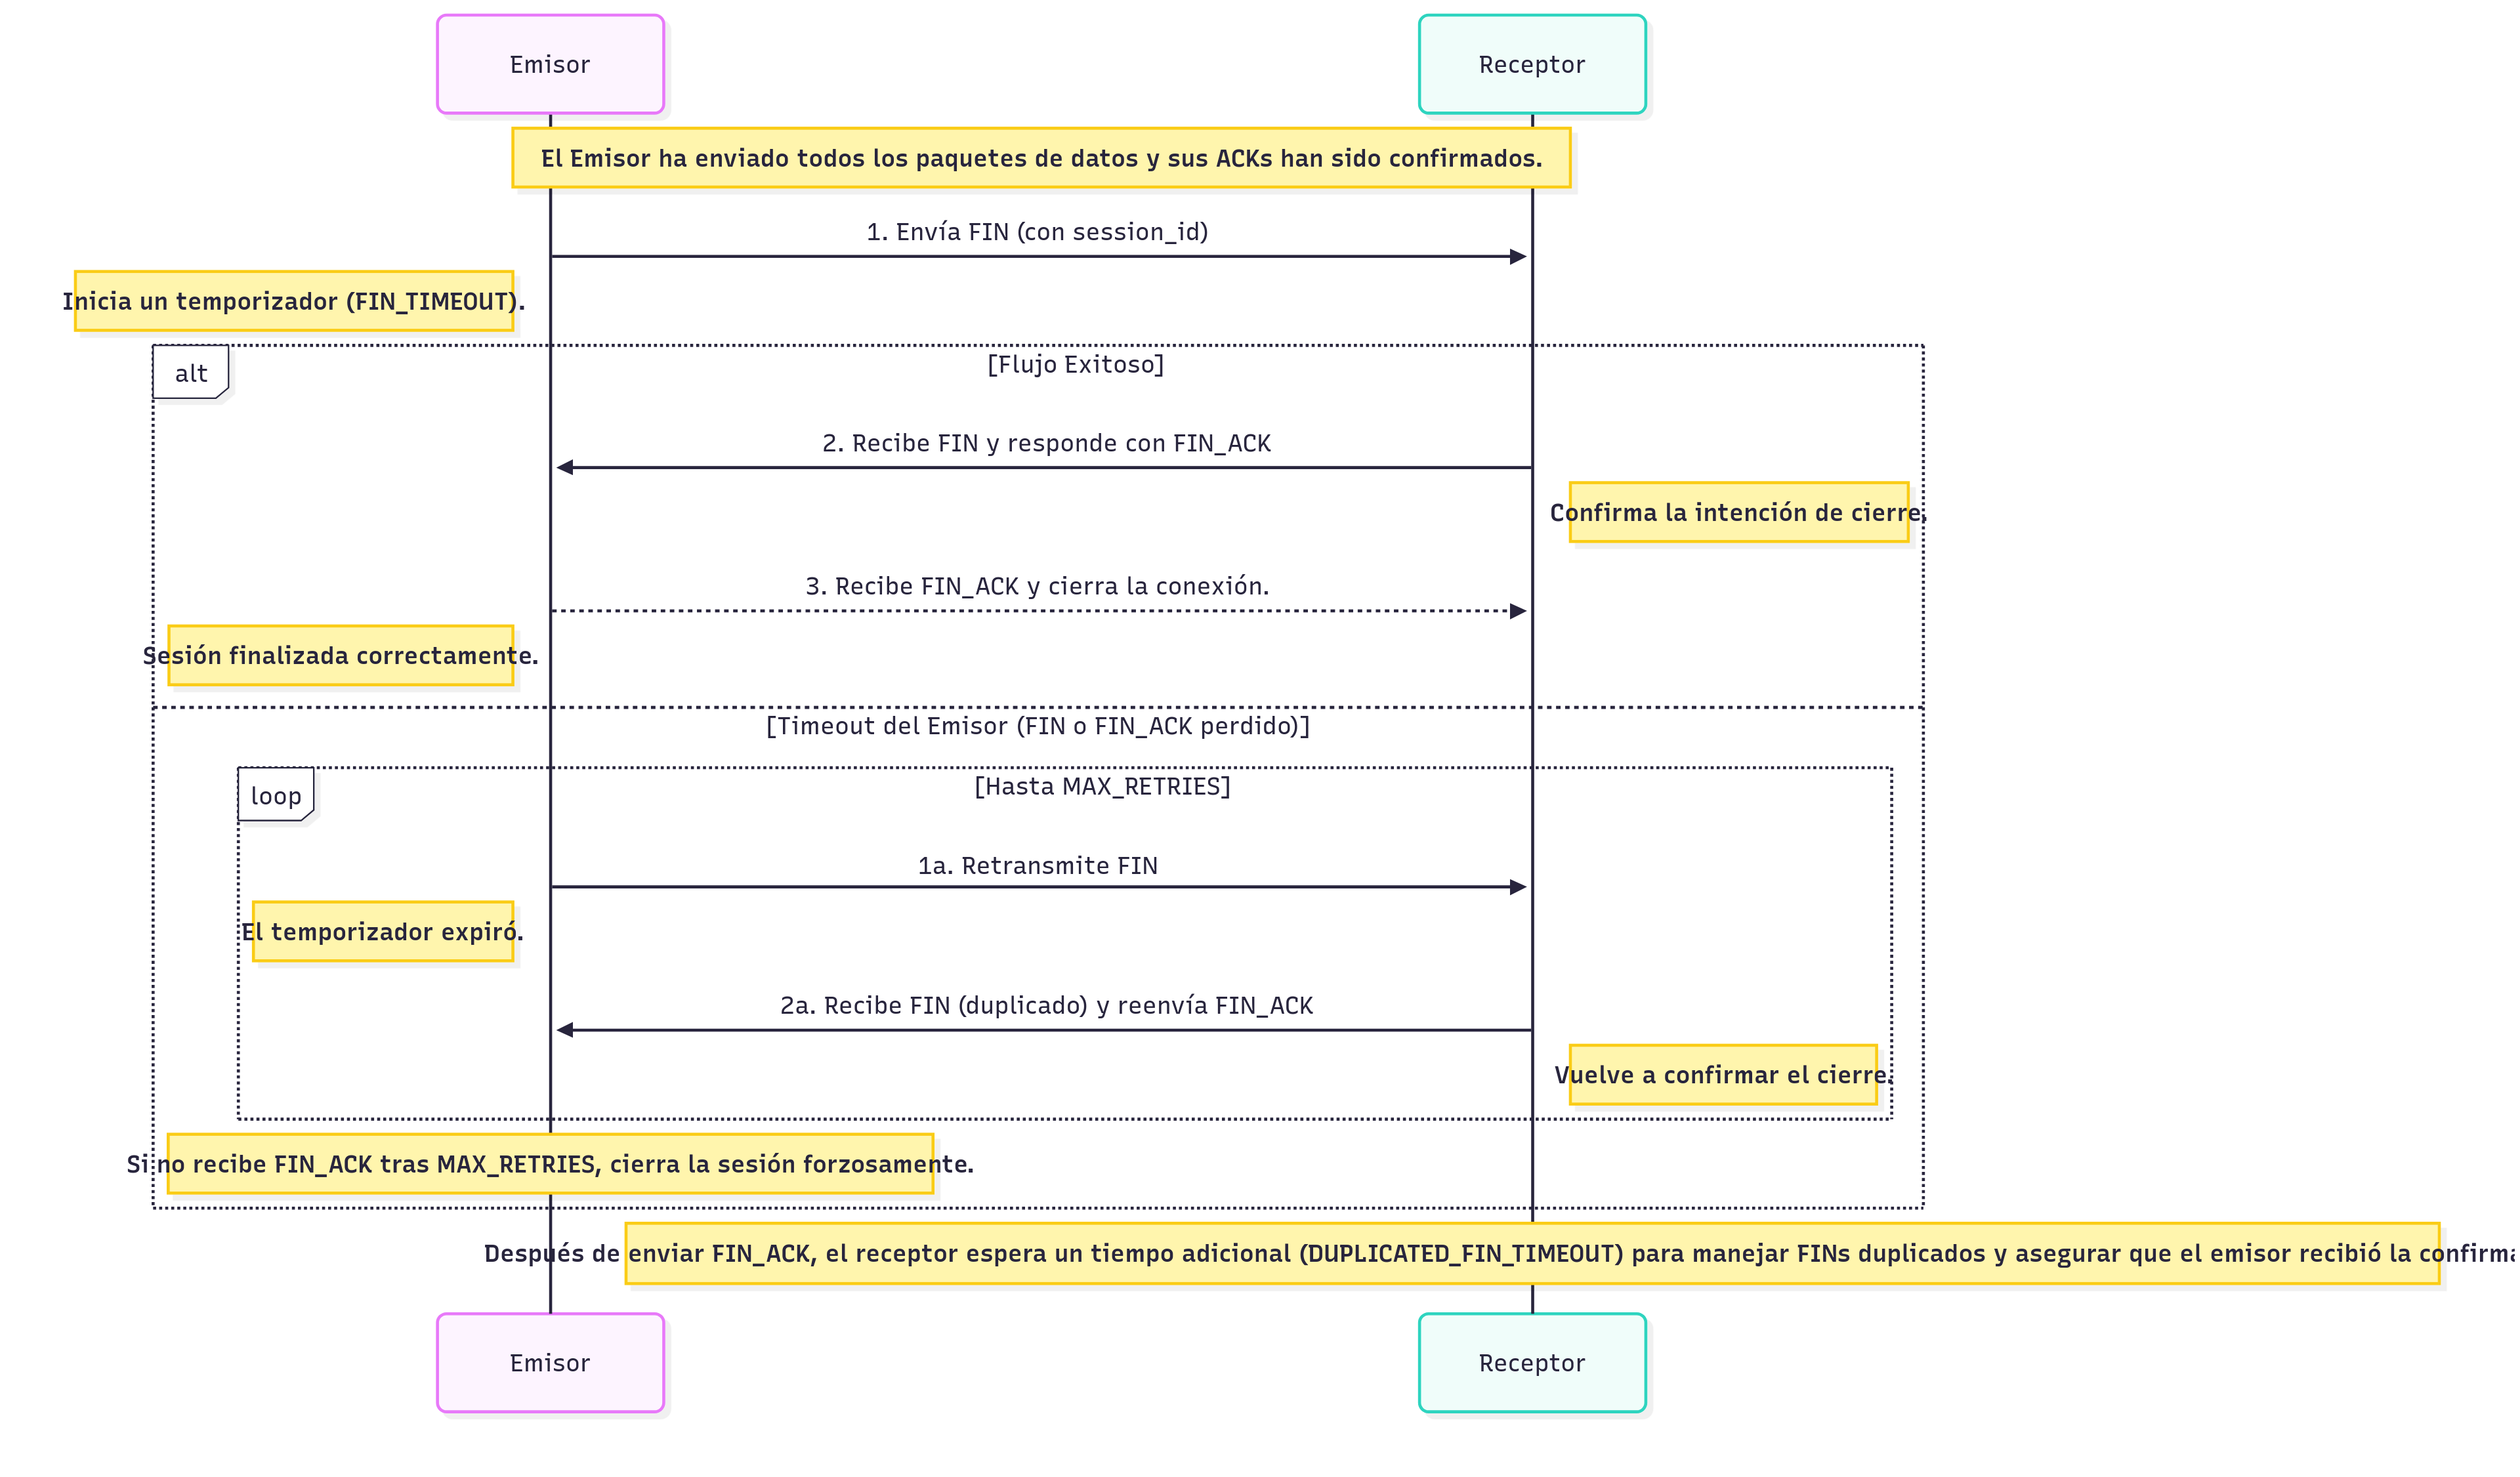 Emisor
Receptor
El Emisor ha enviado todos los paquetes de datos y sus ACKs han sido confirmados.
1. Envía FIN (con session_id)
Inicia un temporizador (FIN_TIMEOUT).
alt
[Flujo Exitoso]
2. Recibe FIN y responde con FIN_ACK
Confirma la intención de cierre.
3. Recibe FIN_ACK y cierra la conexión.
Sesión finalizada correctamente.
[Timeout del Emisor (FIN o FIN_ACK perdido)]
loop
[Hasta MAX_RETRIES]
1a. Retransmite FIN
El temporizador expiró.
2a. Recibe FIN (duplicado) y reenvía FIN_ACK
Vuelve a confirmar el cierre.
Si no recibe FIN_ACK tras MAX_RETRIES, cierra la sesión forzosamente.
Después de enviar FIN_ACK, el receptor espera un tiempo adicional (DUPLICATED_FIN_TIMEOUT) para manejar FINs duplicados y asegurar que el emisor recibió la
Emisor
Receptor